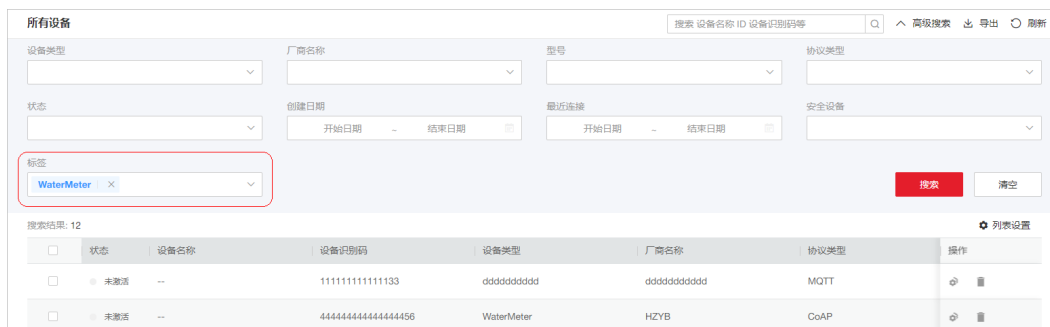 所有设备 搜索 设备名称 ID 设备识别码等 高级搜索 导出 刷新
设备类型 厂商名称 型号 协议类型
状态 创建日期 最近连接 安全设备
开始日期 ~ 结束日期 开始日期 ~ 结束日期
标签
WaterMeter × 搜索 清空
搜索结果: 12 列表设置
状态 设备名称 设备识别码 设备类型 厂商名称 协议类型 操作
未激活 -- 111111111111133 dddddddddd ddddddddddd MQTT
未激活 -- 444444444444444456 WaterMeter HZYB CoAP